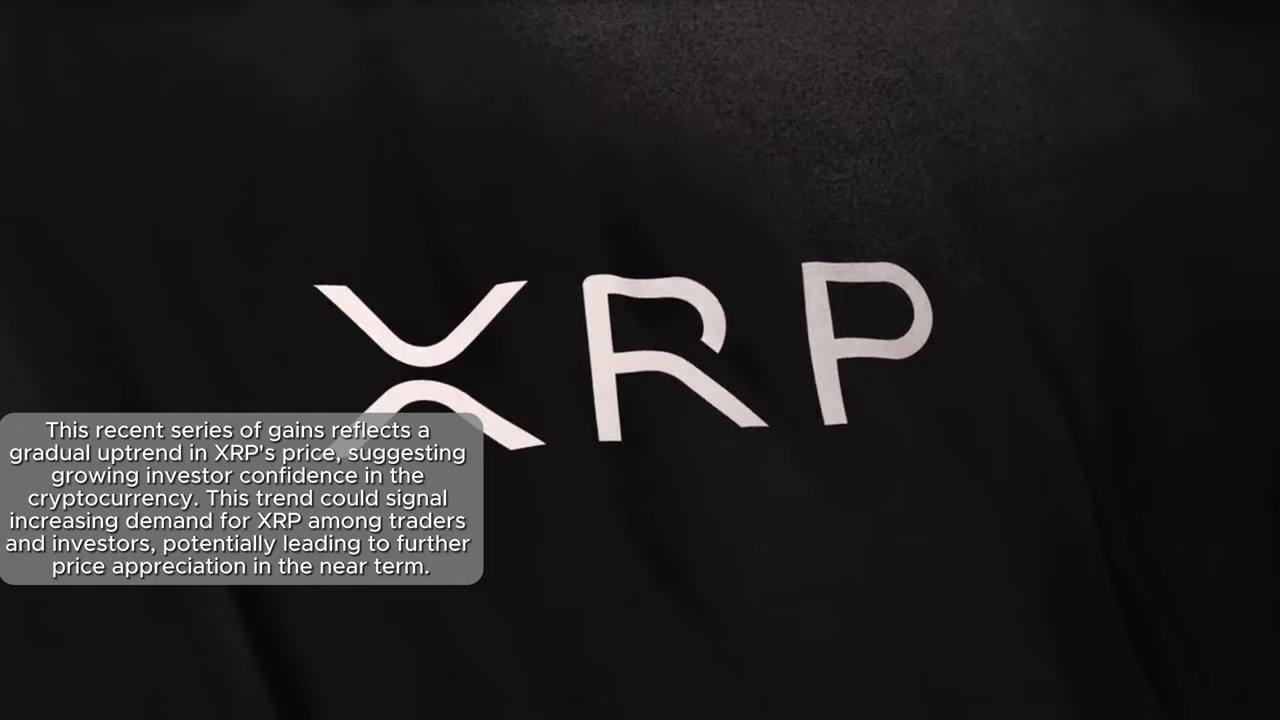 XRP
This recent series of gains reflects a
gradual uptrend in XRP's price, suggesting
growing investor confidence in the
cryptocurrency. This trend could signal
increasing demand for XRP among traders
and investors, potentially leading to further
price appreciation in the near term.